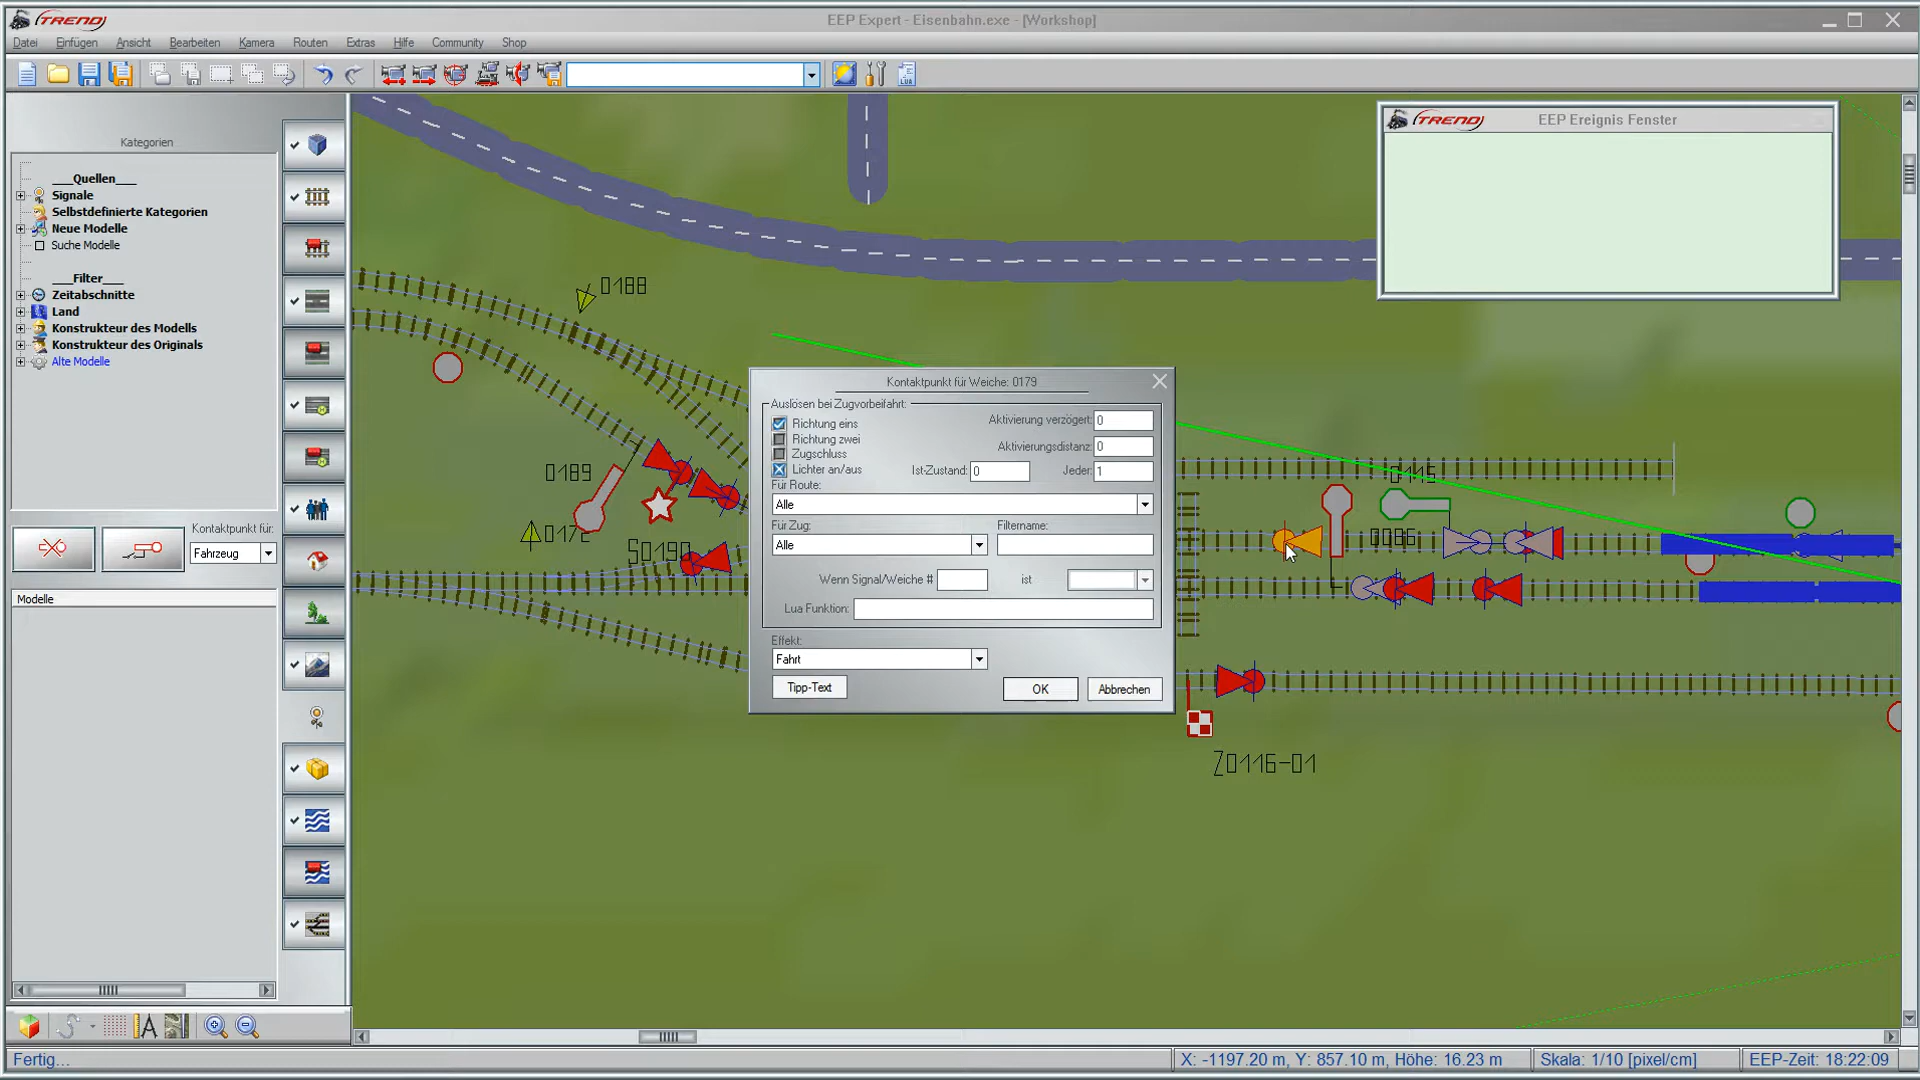 TREND
EEP Expert - Eisenbahn.exe - [Workshop]
Datei Einfügen Ansicht Bearbeiten Kamera Routen Extras Hilfe Community Shop
LUA
Kategorien
___Quellen___
Signale
Selbstdefinierte Kategorien
Neue Modelle
Suche Modelle
___Filter___
Zeitabschnitte
Land
Konstrukteur des Modells
Konstrukteur des Originals
Alte Modelle
Kontaktpunkt für:
Fahrzeug
Modelle
TREND
EEP Ereignis Fenster
0188
0189
0172
S0190
0115
0086
Z0116-01
Kontaktpunkt für Weiche: 0179
Auslösen bei Zugvorbeifahrt:
Richtung eins
Aktivierung verzögert: 0
Richtung zwei
Zugschluss
Aktivierungsdistanz: 0
Lichter an/aus
Ist-Zustand: 0
Jeder: 1
Für Route:
Alle
Für Zug:
Filtername:
Alle
Wenn Signal/Weiche # ist
Lua Funktion:
Effekt:
Fahrt
Tipp-Text
OK
Abbrechen
Fertig...
X: -1197.20 m, Y: 857.10 m, Höhe: 16.23 m
Skala: 1/10 [pixel/cm]
EEP-Zeit: 18:22:09